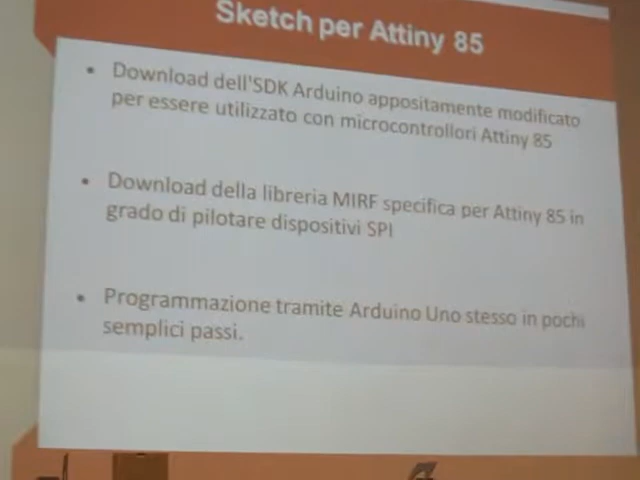 Sketch per Attiny 85
• Download dell'SDK Arduino appositamente modificato
per essere utilizzato con microcontrollori Attiny 85
• Download della libreria MIRF specifica per Attiny 85 in
grado di pilotare dispositivi SPI
• Programmazione tramite Arduino Uno stesso in pochi
semplici passi.